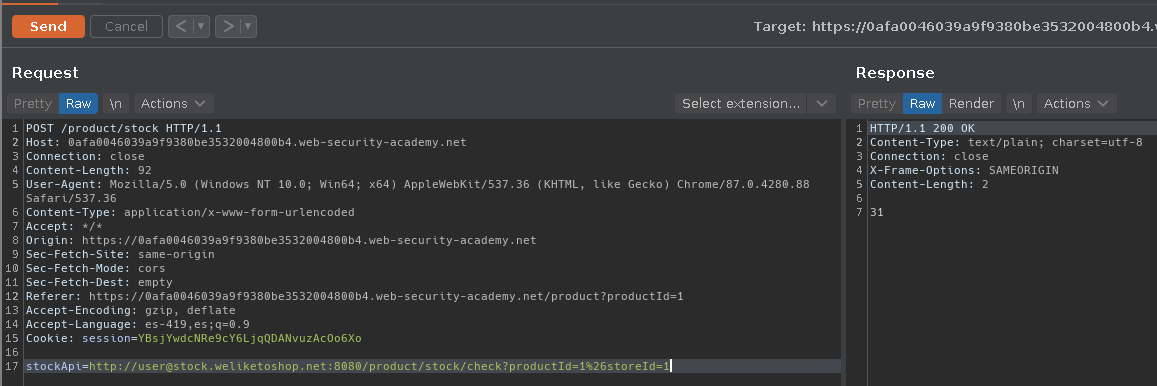 Send Cancel < > Target: https://0afa0046039a9f9380be3532004800b4.
Request
Pretty Raw \n Actions Select extension...
1 POST /product/stock HTTP/1.1
2 Host: 0afa0046039a9f9380be3532004800b4.web-security-academy.net
3 Connection: close
4 Content-Length: 92
5 User-Agent: Mozilla/5.0 (Windows NT 10.0; Win64; x64) AppleWebKit/537.36 (KHTML, like Gecko) Chrome/87.0.4280.88
Safari/537.36
6 Content-Type: application/x-www-form-urlencoded
7 Accept: */*
8 Origin: https://0afa0046039a9f9380be3532004800b4.web-security-academy.net
9 Sec-Fetch-Site: same-origin
10 Sec-Fetch-Mode: cors
11 Sec-Fetch-Dest: empty
12 Referer: https://0afa0046039a9f9380be3532004800b4.web-security-academy.net/product?productId=1
13 Accept-Encoding: gzip, deflate
14 Accept-Language: es-419,es;q=0.9
15 Cookie: session=YBsjYwdcNRe9cY6LjqQDANvuzAcOo6Xo
16
17 stockApi=http://user@stock.weliketoshop.net:8080/product/stock/check?productId=1%26storeId=1
Response
Pretty Raw Render \n Actions
1 HTTP/1.1 200 OK
2 Content-Type: text/plain; charset=utf-8
3 Connection: close
4 X-Frame-Options: SAMEORIGIN
5 Content-Length: 2
6
7 31